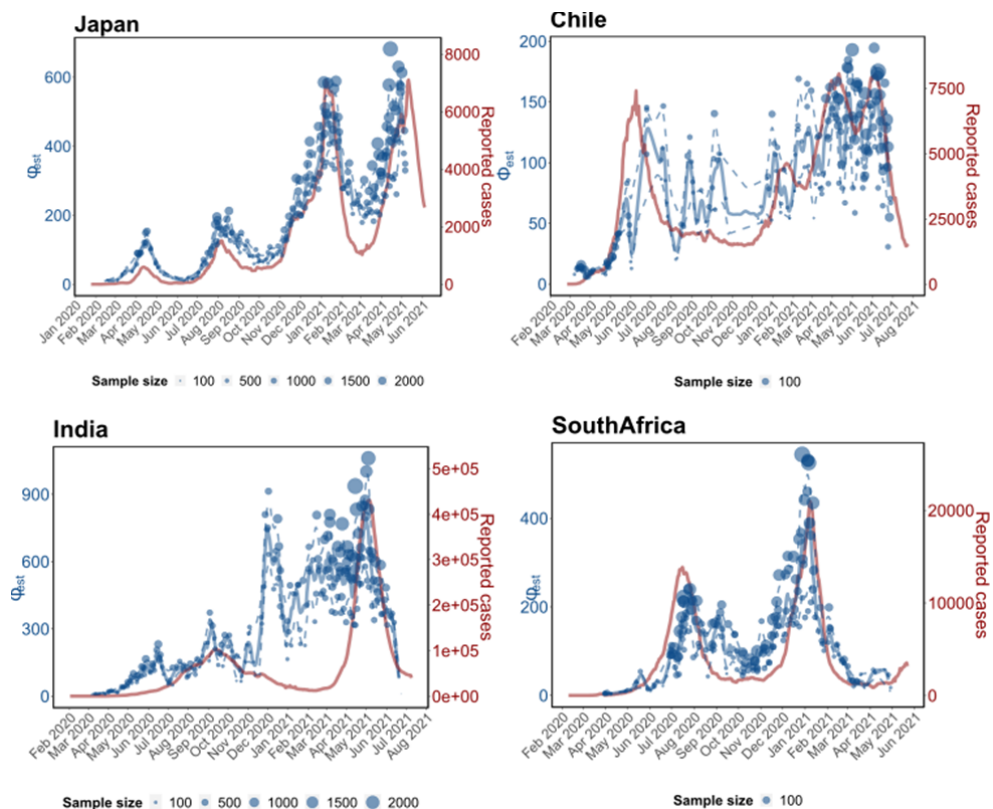 Japan
8000
600
6000
400
4000
200
2000
0
0
φest
Reported cases
Jan 2020
Feb 2020
Mar 2020
Apr 2020
May 2020
Jun 2020
Jul 2020
Aug 2020
Sep 2020
Oct 2020
Nov 2020
Dec 2020
Jan 2021
Feb 2021
Mar 2021
Apr 2021
May 2021
Jun 2021
Sample size 100 500 1000 1500 2000
Chile
200
150
7500
100
5000
50
2500
0
0
Φest
Reported cases
Feb 2020
Mar 2020
Apr 2020
May 2020
Jun 2020
Jul 2020
Aug 2020
Sep 2020
Oct 2020
Nov 2020
Dec 2020
Jan 2021
Feb 2021
Mar 2021
Apr 2021
May 2021
Jun 2021
Jul 2021
Aug 2021
Sample size 100
India
5e+05
900
4e+05
600
3e+05
2e+05
300
1e+05
0
0e+00
φest
Reported cases
Feb 2020
Mar 2020
Apr 2020
May 2020
Jun 2020
Jul 2020
Aug 2020
Sep 2020
Oct 2020
Nov 2020
Dec 2020
Jan 2021
Feb 2021
Mar 2021
Apr 2021
May 2021
Jun 2021
Jul 2021
Aug 2021
Sample size 100 500 1000 1500 2000
SouthAfrica
20000
400
200
10000
0
0
φest
Reported cases
Feb 2020
Mar 2020
Apr 2020
May 2020
Jun 2020
Jul 2020
Aug 2020
Sep 2020
Oct 2020
Nov 2020
Dec 2020
Jan 2021
Feb 2021
Mar 2021
Apr 2021
May 2021
Jun 2021
Sample size 100